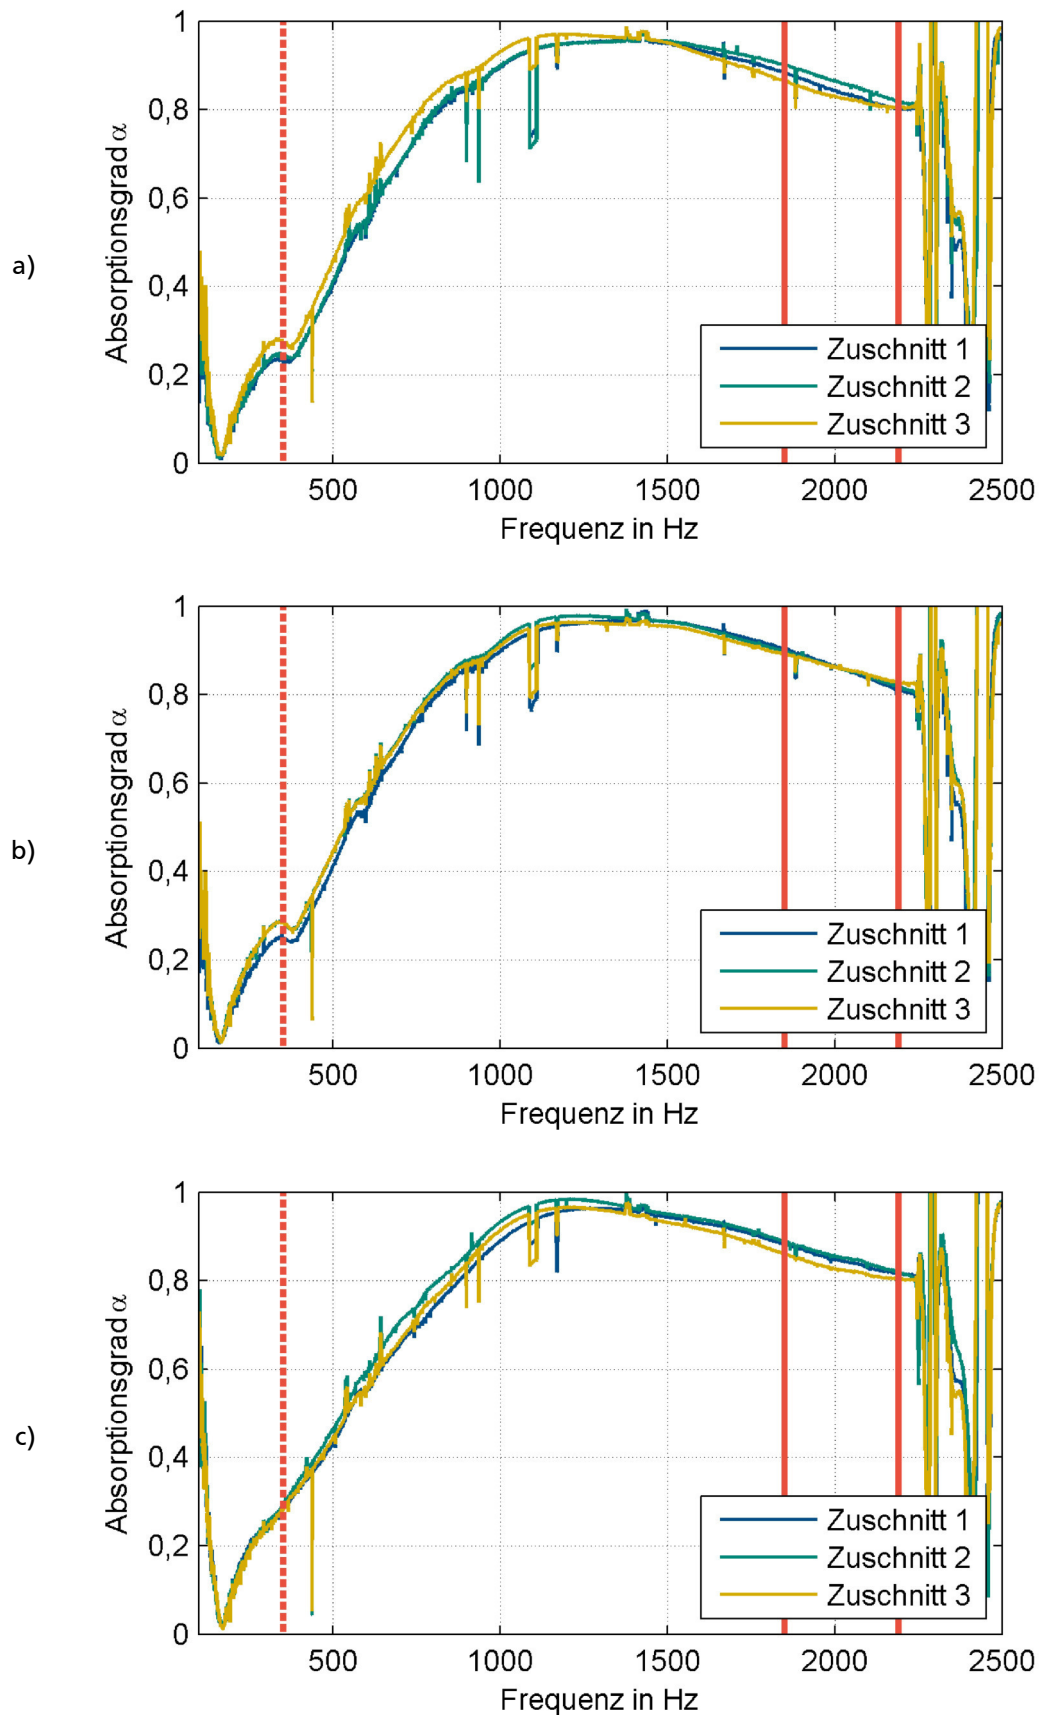 a)
Absorptionsgrad α
1
0,8
0,6
0,4
0,2
0
500
1000
1500
2000
2500
Frequenz in Hz
Zuschnitt 1
Zuschnitt 2
Zuschnitt 3
b)
Absorptionsgrad α
1
0,8
0,6
0,4
0,2
0
500
1000
1500
2000
2500
Frequenz in Hz
Zuschnitt 1
Zuschnitt 2
Zuschnitt 3
c)
Absorptionsgrad α
1
0,8
0,6
0,4
0,2
0
500
1000
1500
2000
2500
Frequenz in Hz
Zuschnitt 1
Zuschnitt 2
Zuschnitt 3